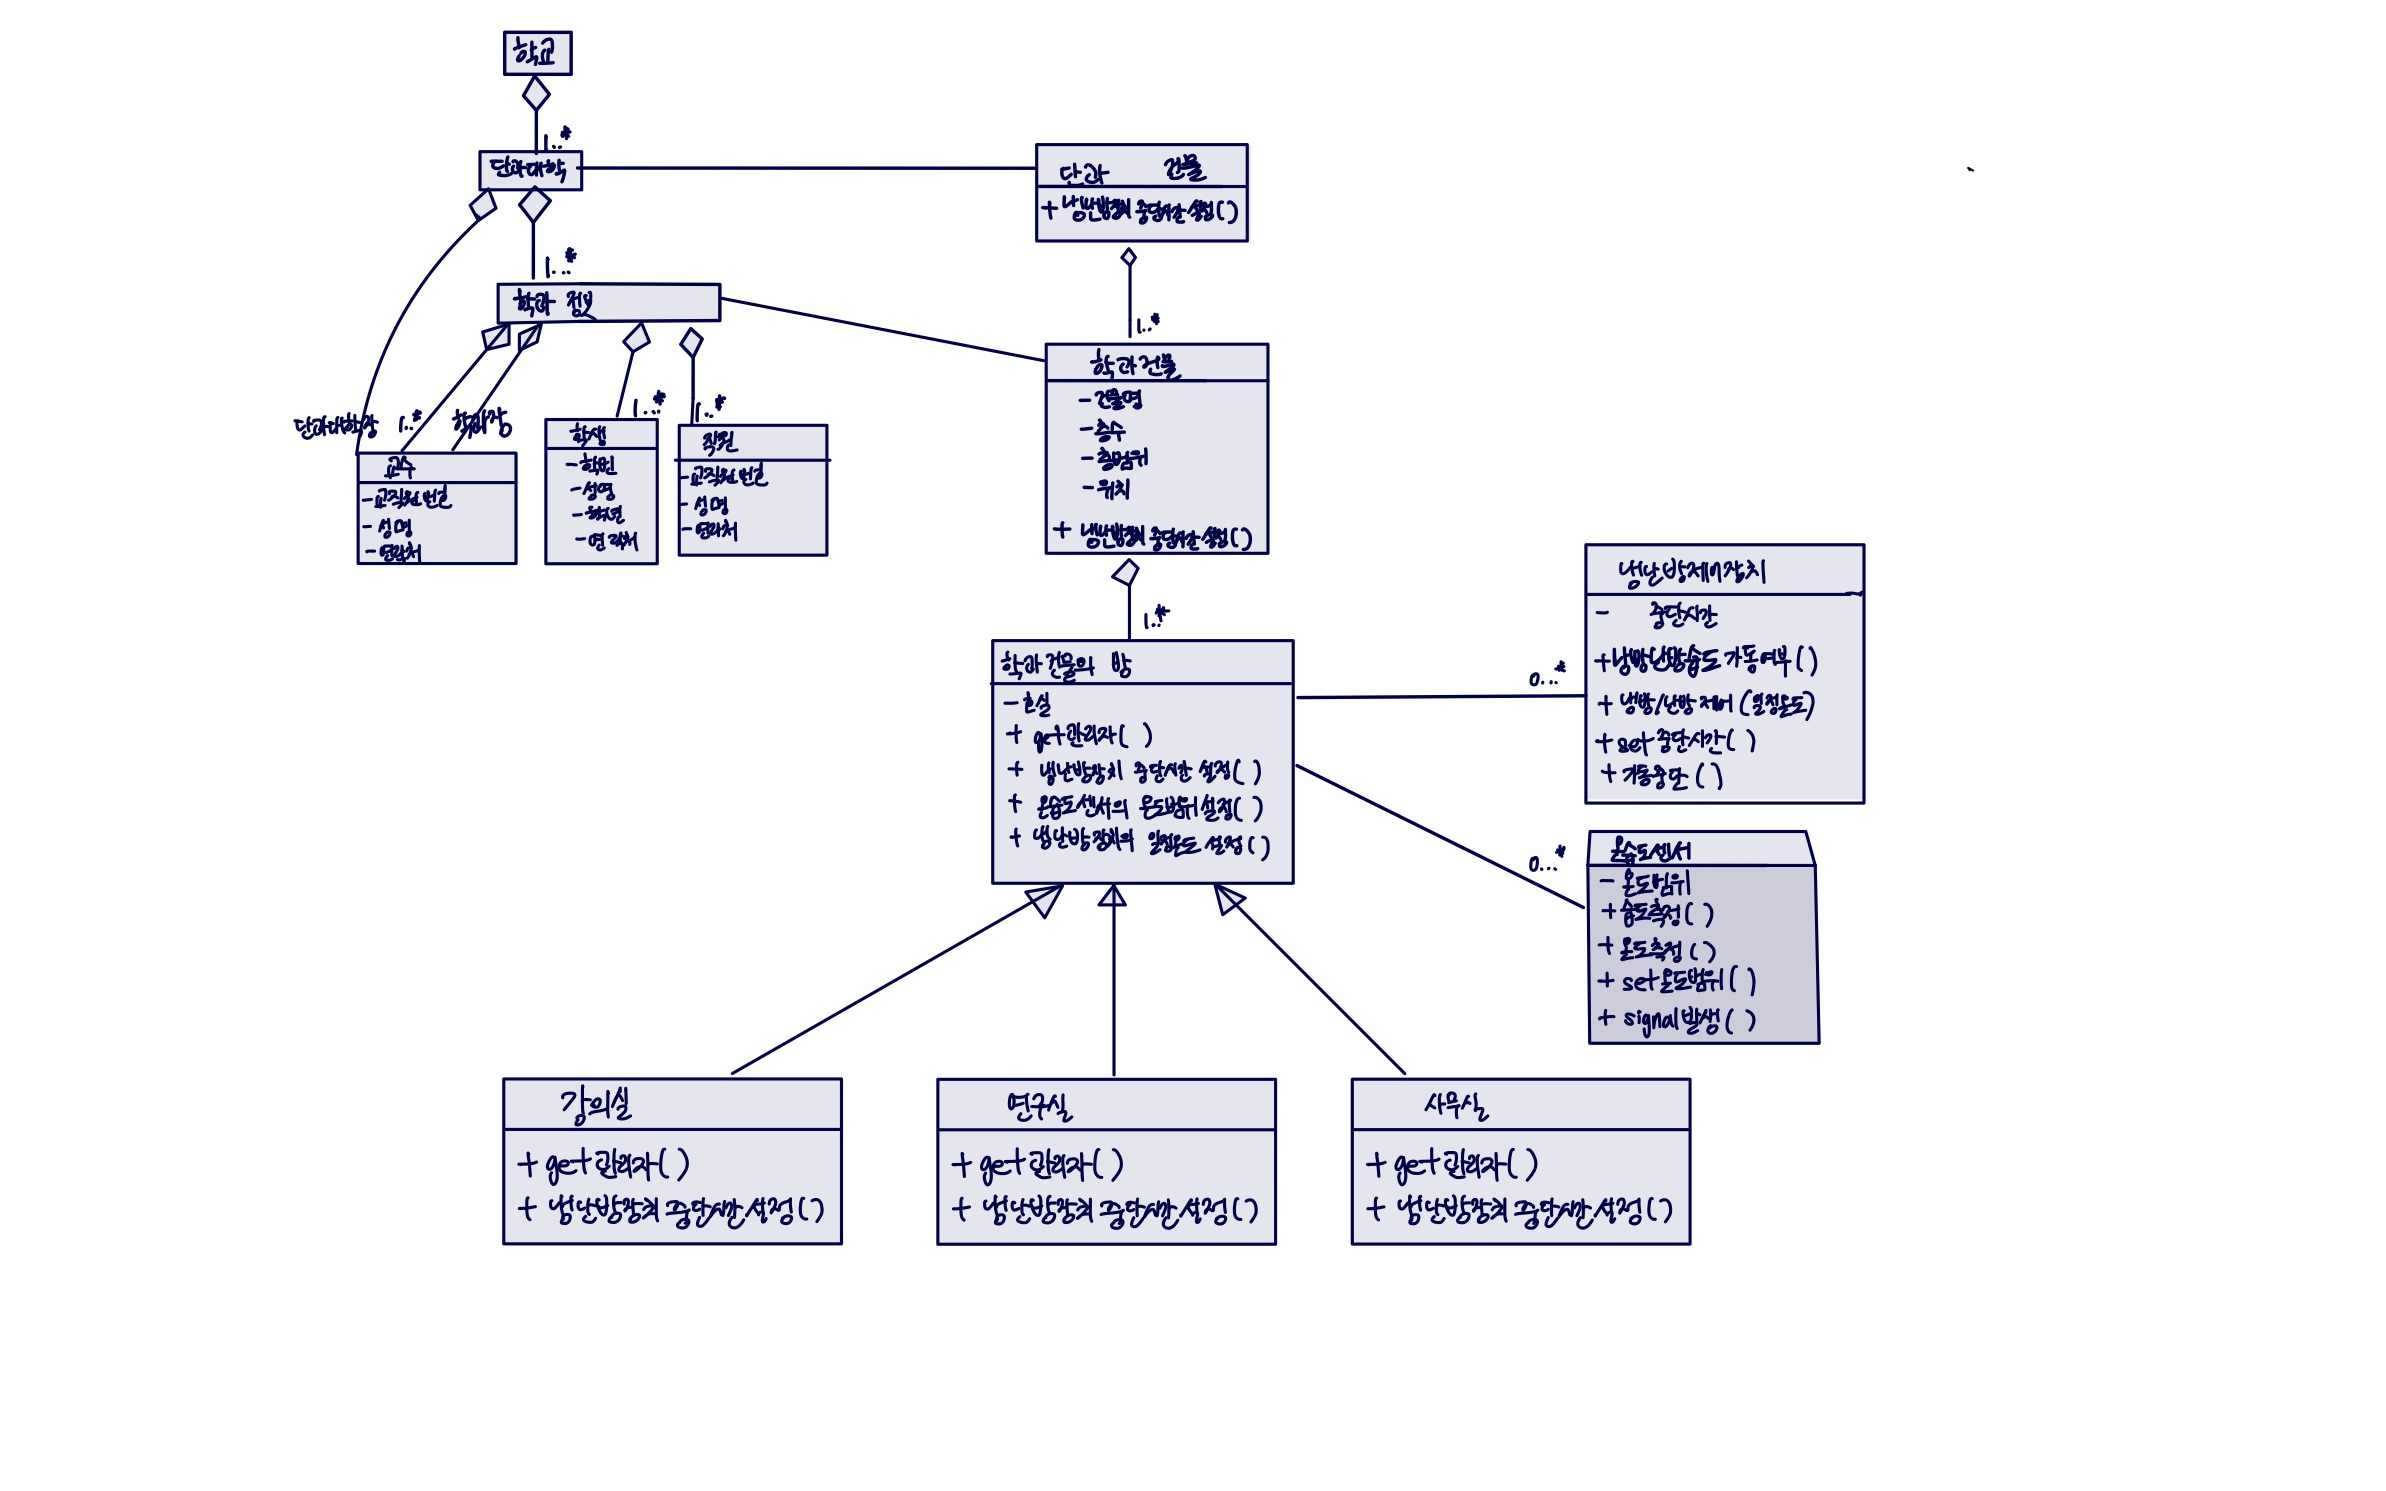 학교
1..*
단과대학
단과 건물
+ 냉난방장치 중단시간 설정( )
1...*
학과 정보
1..*
학과건물
- 건물명
- 층수
- 층범위
- 위치
+ 냉난방장치 중단시간 설정( )
단과대학장
1..*
학과장
1...*
1..*
교수
- 교직원 번호
- 성명
- 연락처
학생
- 학번
- 성명
- 학년
- 연락처
직원
- 교직원 번호
- 성명
- 연락처
1..*
학과 건물의 방
- 호실
+ get관리자( )
+ 냉난방장치 중단시간 설정( )
+ 온습도센서의 온도범위 설정( )
+ 냉난방 장치의 일정온도 설정( )
0...*
0...*
냉난방제어장치
- 중단시간
+ 냉방난방습도 가동여부( )
+ 냉방/난방 제어 (일정온도)
+ set 중단시간( )
+ 가동중단( )
온습도센서
- 온도범위
+ 습도측정( )
+ 온도측정( )
+ set온도범위( )
+ signal발생( )
강의실
+ get관리자( )
+ 냉난방장치 중단시간 설정( )
연구실
+ get관리자( )
+ 냉난방장치 중단시간 설정( )
사무실
+ get관리자( )
+ 냉난방장치 중단시간 설정( )